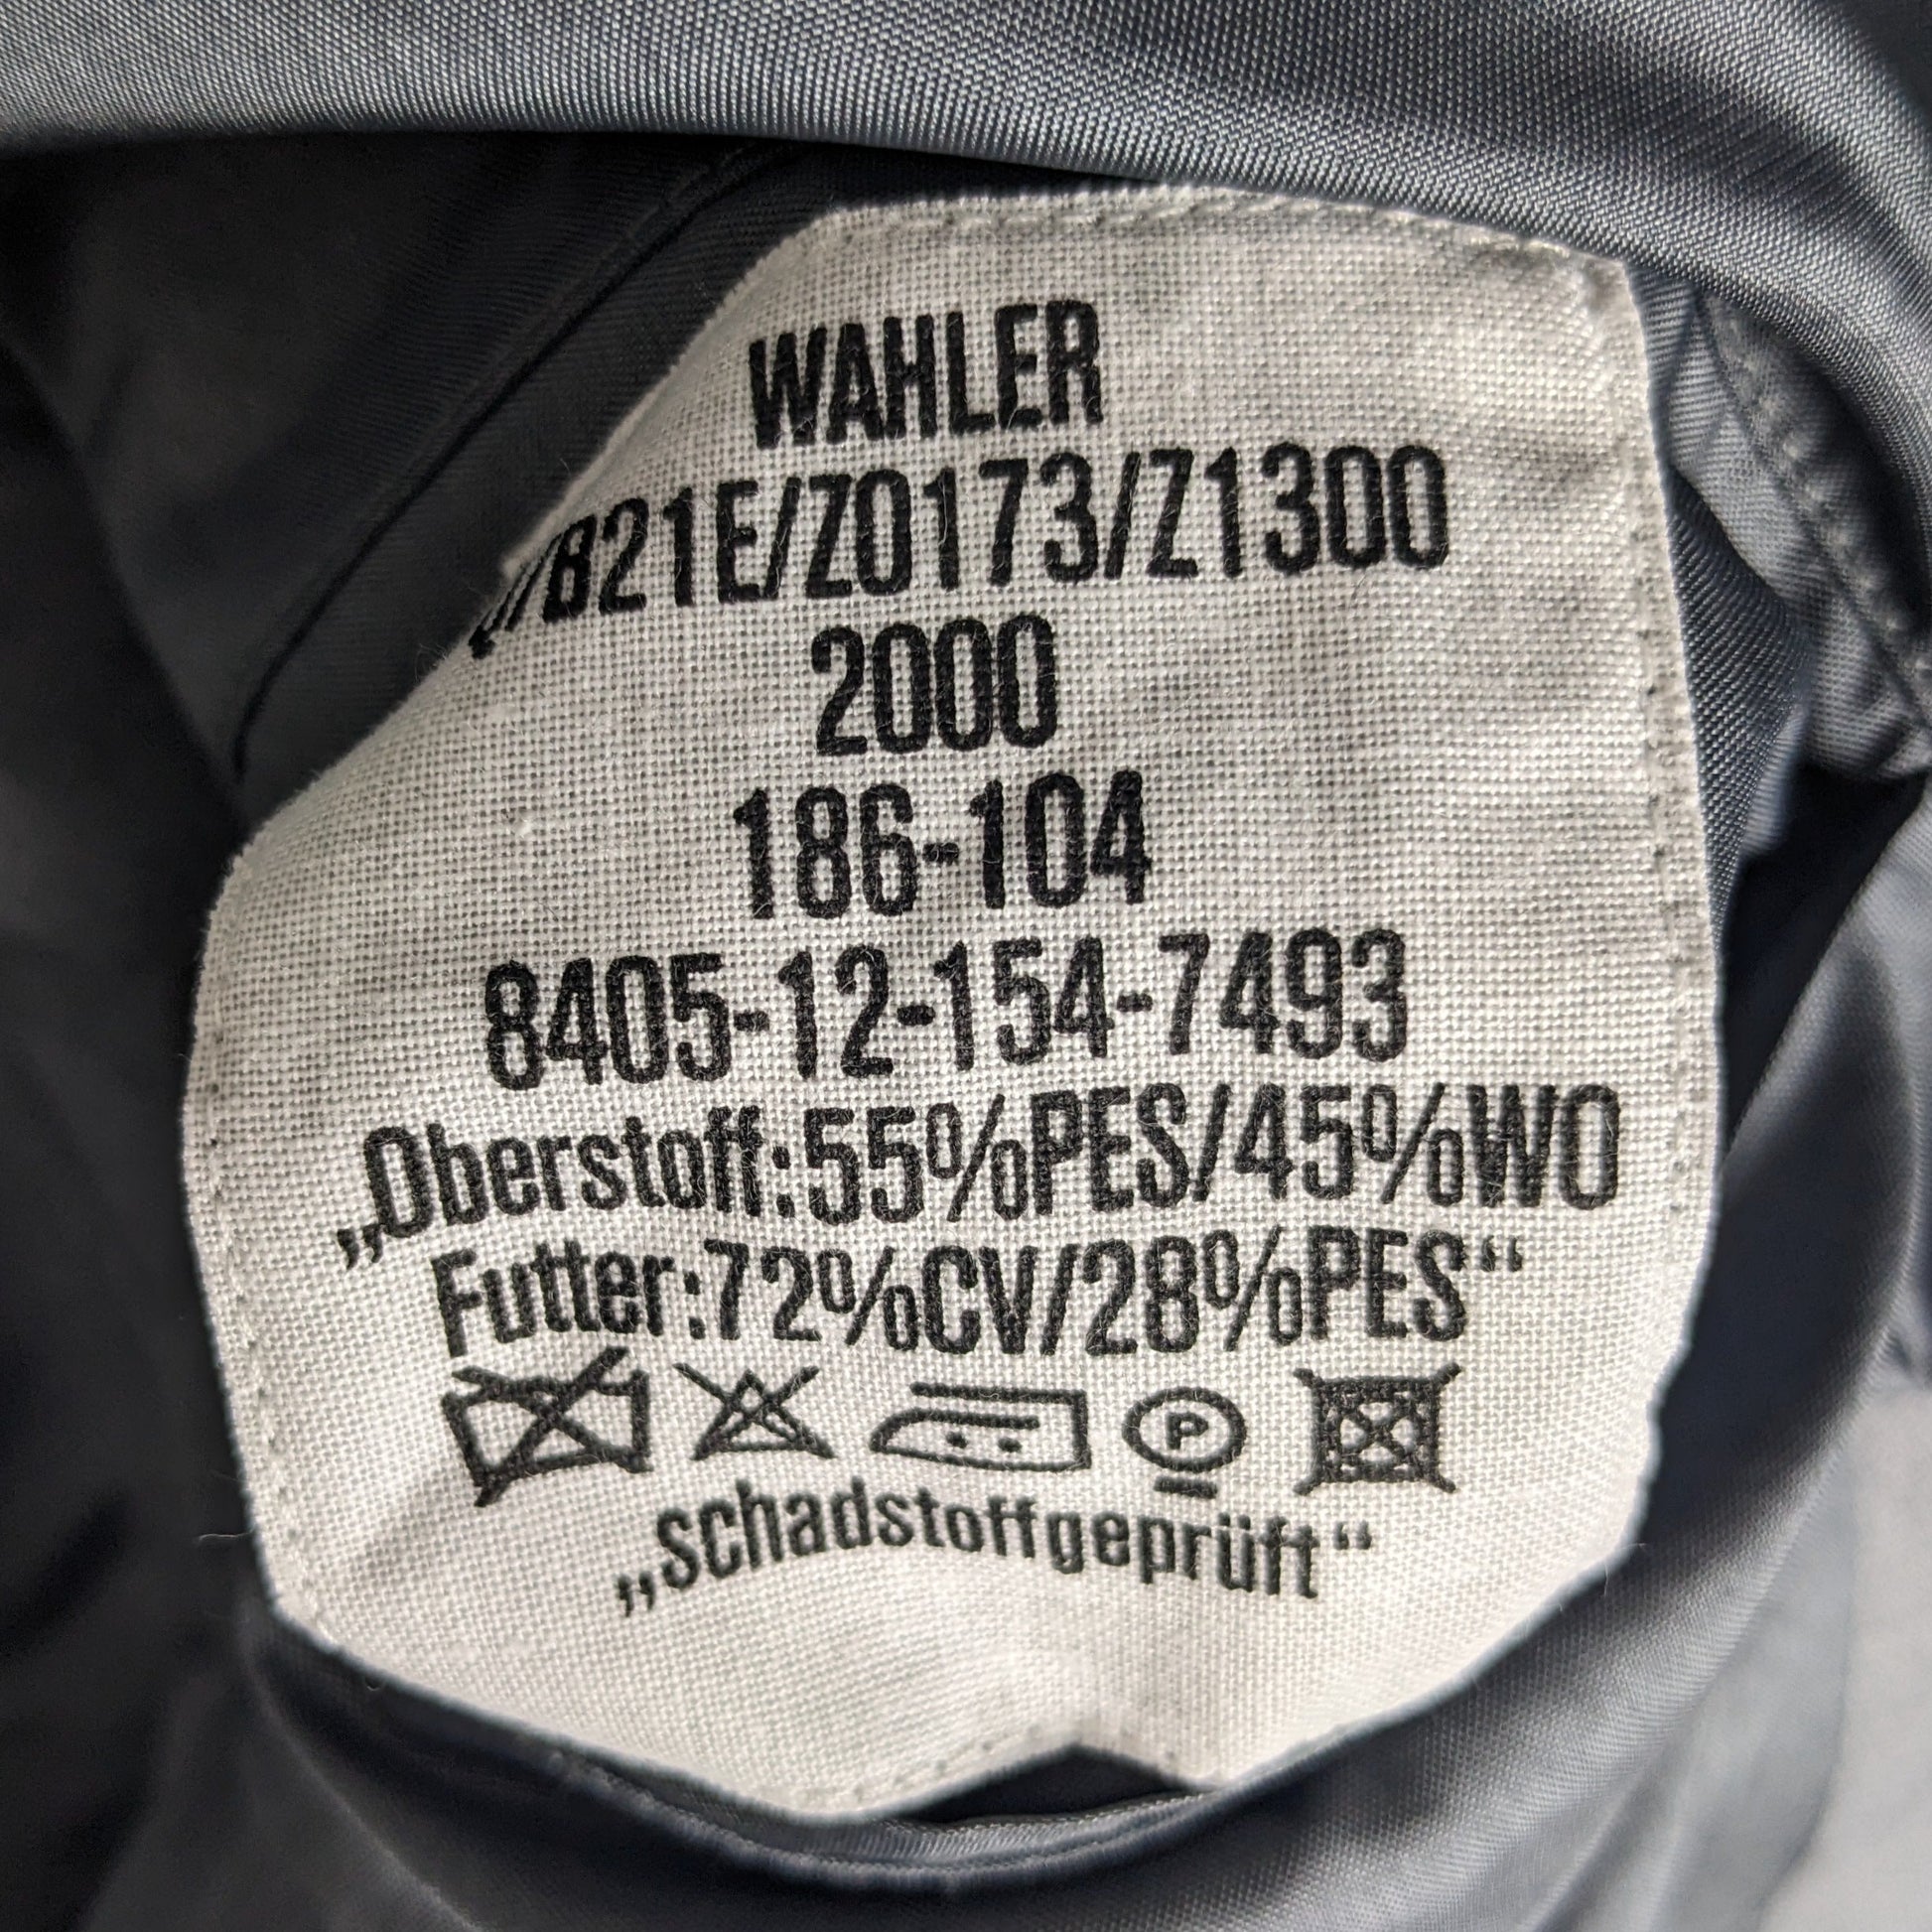 WAHLER
/B21E/Z0173/Z1300
2000
186-104
8405-12-154-7493
„Oberstoff:55%PES/45%WO
Futter:72%CV/28%PES“
P
„schadstoffgeprüft“